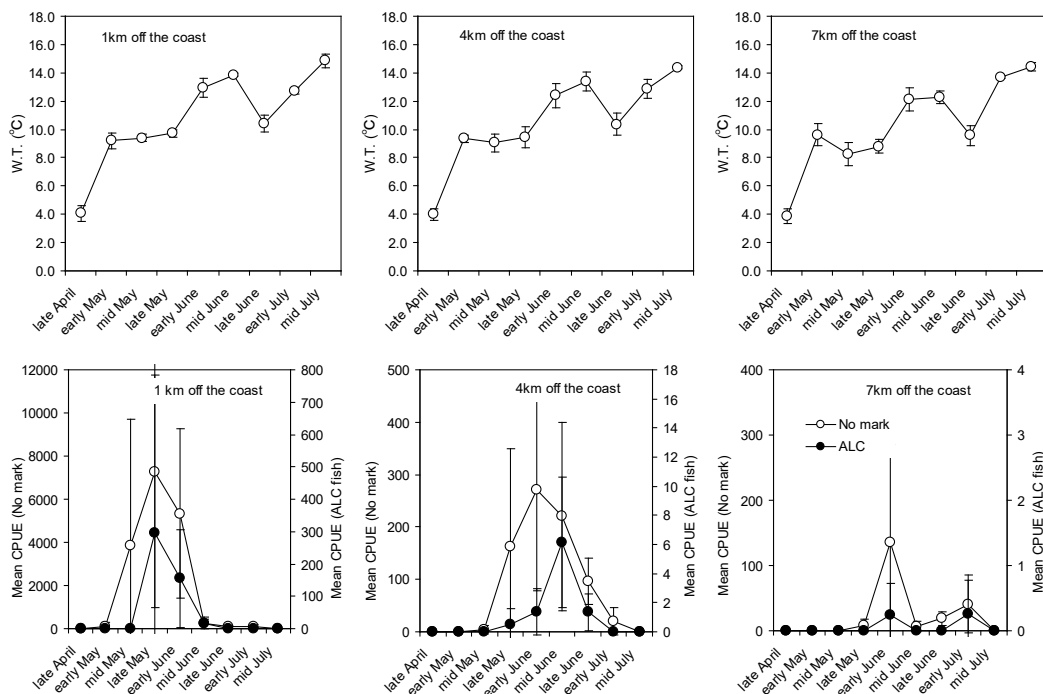 1km off the coast
18.0
16.0
14.0
12.0
10.0
8.0
6.0
4.0
2.0
0.0
W.T. (°C)
late April
early May
mid May
late May
early June
mid June
late June
early July
mid July
4km off the coast
18.0
16.0
14.0
12.0
10.0
8.0
6.0
4.0
2.0
0.0
W.T. (°C)
late April
early May
mid May
late May
early June
mid June
late June
early July
mid July
7km off the coast
18.0
16.0
14.0
12.0
10.0
8.0
6.0
4.0
2.0
0.0
W.T. (°C)
late April
early May
mid May
late May
early June
mid June
late June
early July
mid July
1 km off the coast
12000
10000
8000
6000
4000
2000
0
Mean CPUE (No mark)
800
700
600
500
400
300
200
100
0
Mean CPUE (ALC fish)
late April
early May
mid May
late May
early June
mid June
late June
early July
mid July
4km off the coast
500
400
300
200
100
0
Mean CPUE (No mark)
18
16
14
12
10
8
6
4
2
0
Mean CPUE (ALC fish)
late April
early May
mid May
late May
early June
mid June
late June
early July
mid July
7km off the coast
No mark
ALC
400
300
200
100
0
Mean CPUE (No mark)
4
3
2
1
0
Mean CPUE (ALC fish)
late April
early May
mid May
late May
early June
mid June
late June
early July
mid July